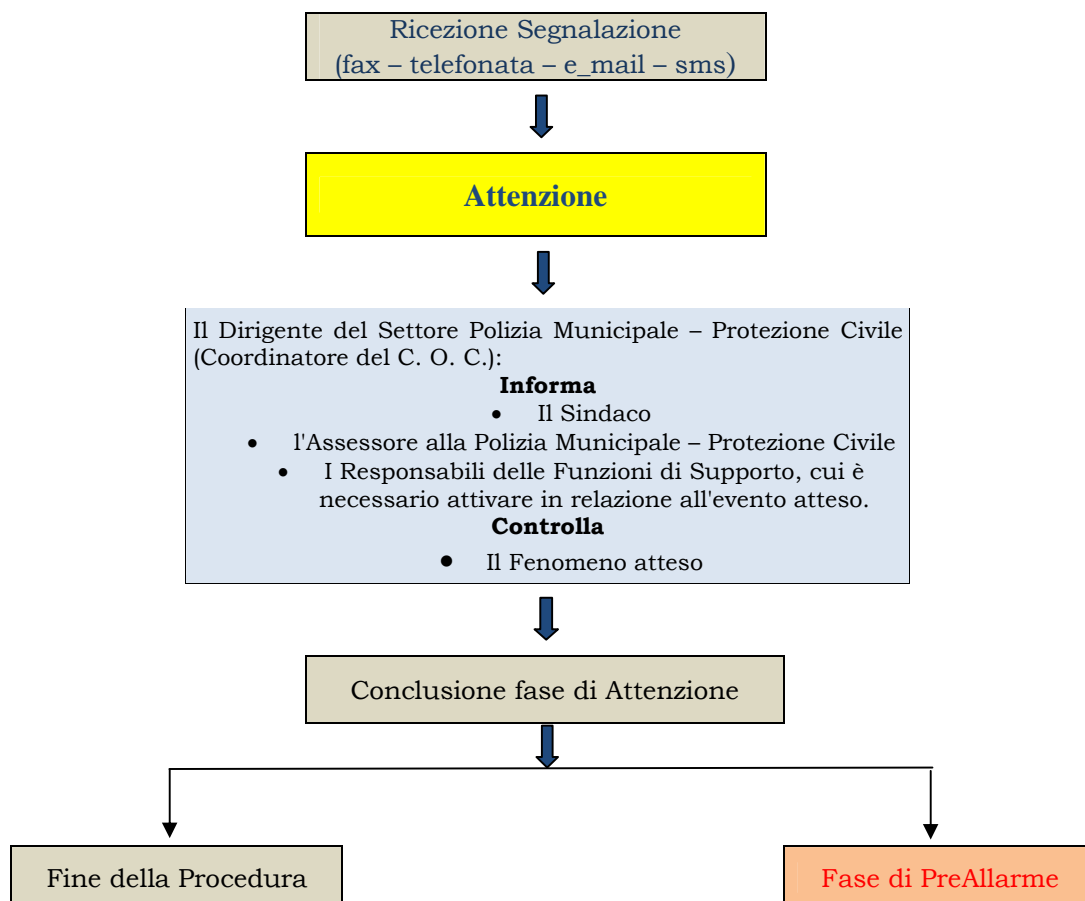 Ricezione Segnalazione
(fax – telefonata – e_mail – sms)
Attenzione
Il Dirigente del Settore Polizia Municipale – Protezione Civile
(Coordinatore del C. O. C.):
Informa
• Il Sindaco
• l'Assessore alla Polizia Municipale – Protezione Civile
• I Responsabili delle Funzioni di Supporto, cui è
necessario attivare in relazione all'evento atteso.
Controlla
• Il Fenomeno atteso
Conclusione fase di Attenzione
Fine della Procedura
Fase di PreAllarme